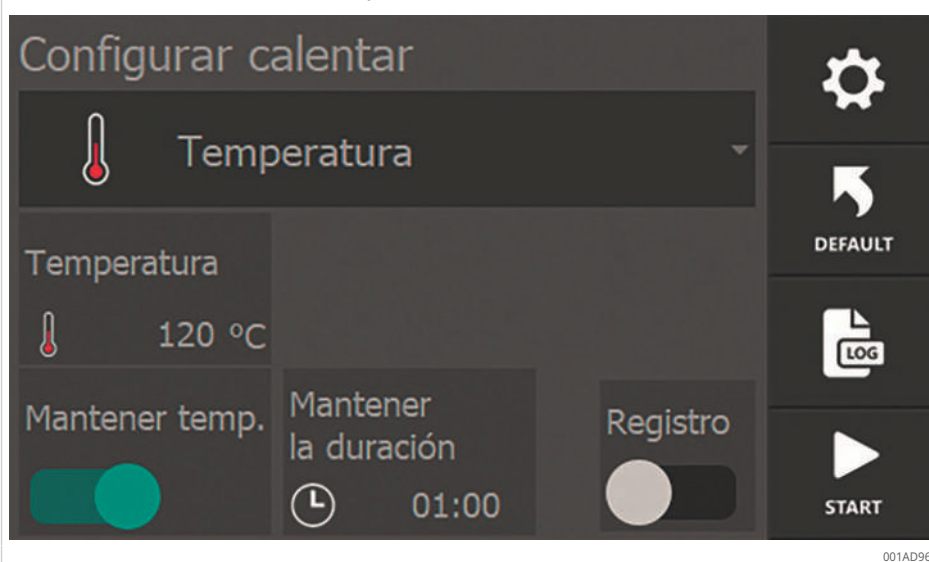 Configurar calentar
Temperatura
DEFAULT
Temperatura
120 °C
LOG
Mantener temp.
Mantener
la duración
01:00
Registro
START
001AD96